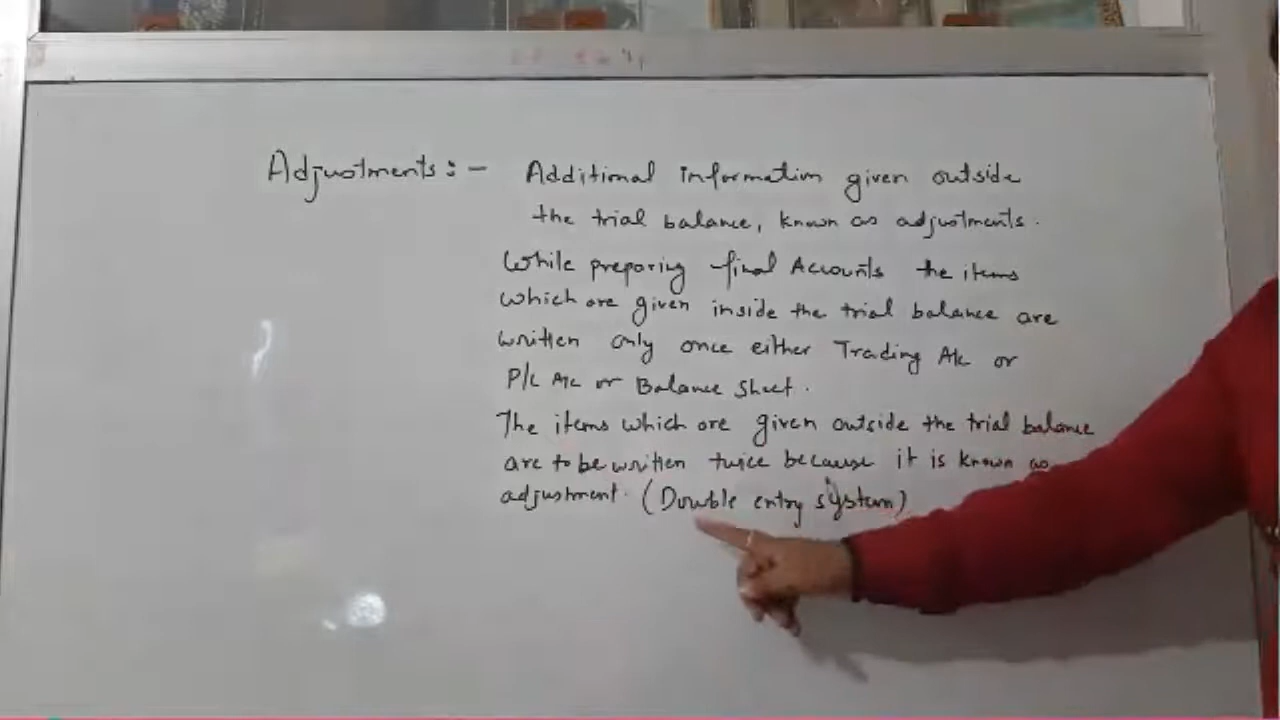 Adjustments :- Additional information given outside
the trial balance, known as adjustments.
While preparing final Accounts the items
which are given inside the trial balance are
written only once either Trading A/c or
P/L A/c or Balance Sheet.
The items which are given outside the trial balance
are to be written twice because it is known as
adjustment. (Double entry system)